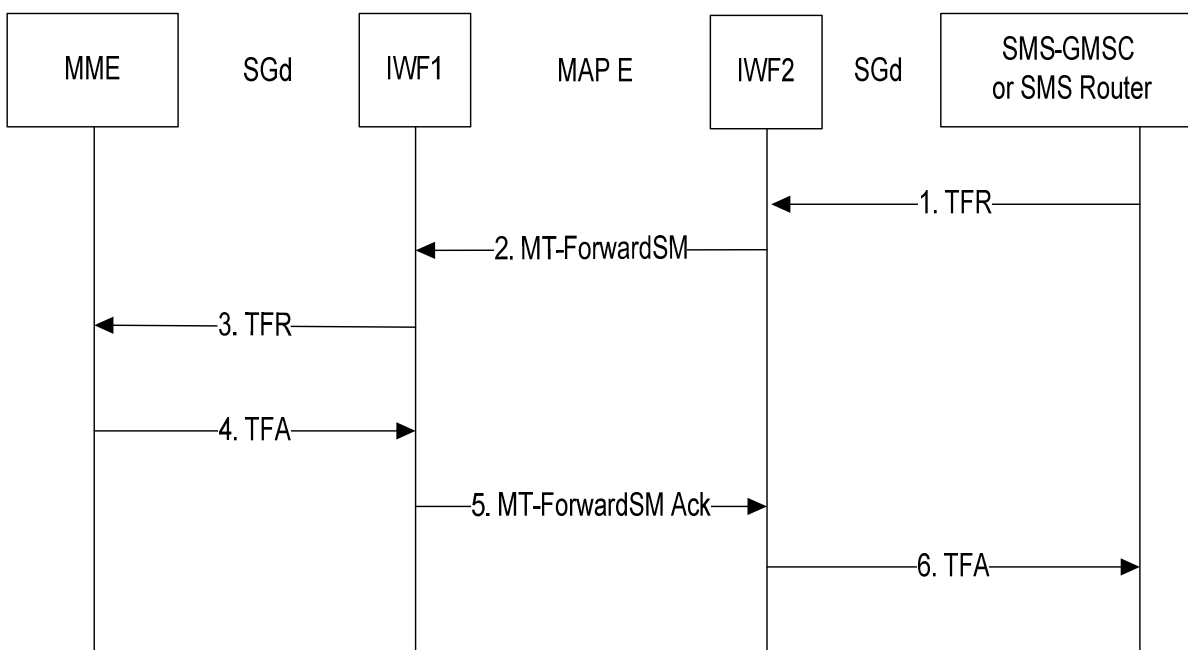 MME
SGd
IWF1
MAP E
IWF2
SGd
SMS-GMSC
or SMS Router
1. TFR
2. MT-ForwardSM
3. TFR
4. TFA
5. MT-ForwardSM Ack
6. TFA